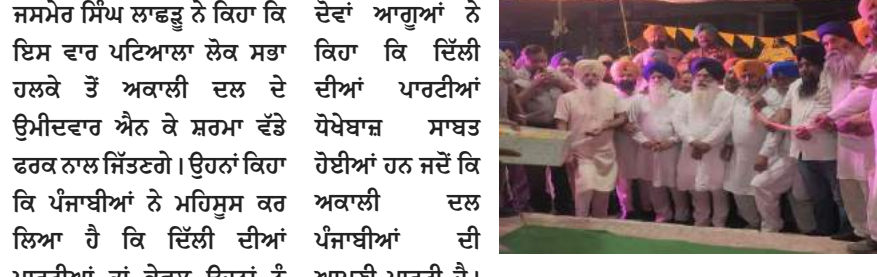 ਜਸਮੇਰ ਸਿੰਘ ਲਾਛੜੂ ਨੇ ਕਿਹਾ ਕਿ
ਇਸ ਵਾਰ ਪਟਿਆਲਾ ਲੋਕ ਸਭਾ
ਹਲਕੇ ਤੋਂ ਅਕਾਲੀ ਦਲ ਦੇ
ਉਮੀਦਵਾਰ ਐਨ ਕੇ ਸ਼ਰਮਾ ਵੱਡੇ
ਫਰਕ ਨਾਲ ਜਿੱਤਣਗੇ। ਉਹਨਾਂ ਕਿਹਾ
ਕਿ ਪੰਜਾਬੀਆਂ ਨੇ ਮਹਿਸੂਸ ਕਰ
ਲਿਆ ਹੈ ਕਿ ਦਿੱਲੀ ਦੀਆਂ
ਦੋਵਾਂ ਆਗੂਆਂ ਨੇ
ਕਿਹਾ ਕਿ ਦਿੱਲੀ
ਦੀਆਂ ਪਾਰਟੀਆਂ
ਧੋਖੇਬਾਜ਼ ਸਾਬਤ
ਹੋਈਆਂ ਹਨ ਜਦੋਂ ਕਿ
ਅਕਾਲੀ ਦਲ
ਪੰਜਾਬੀਆਂ ਦੀ